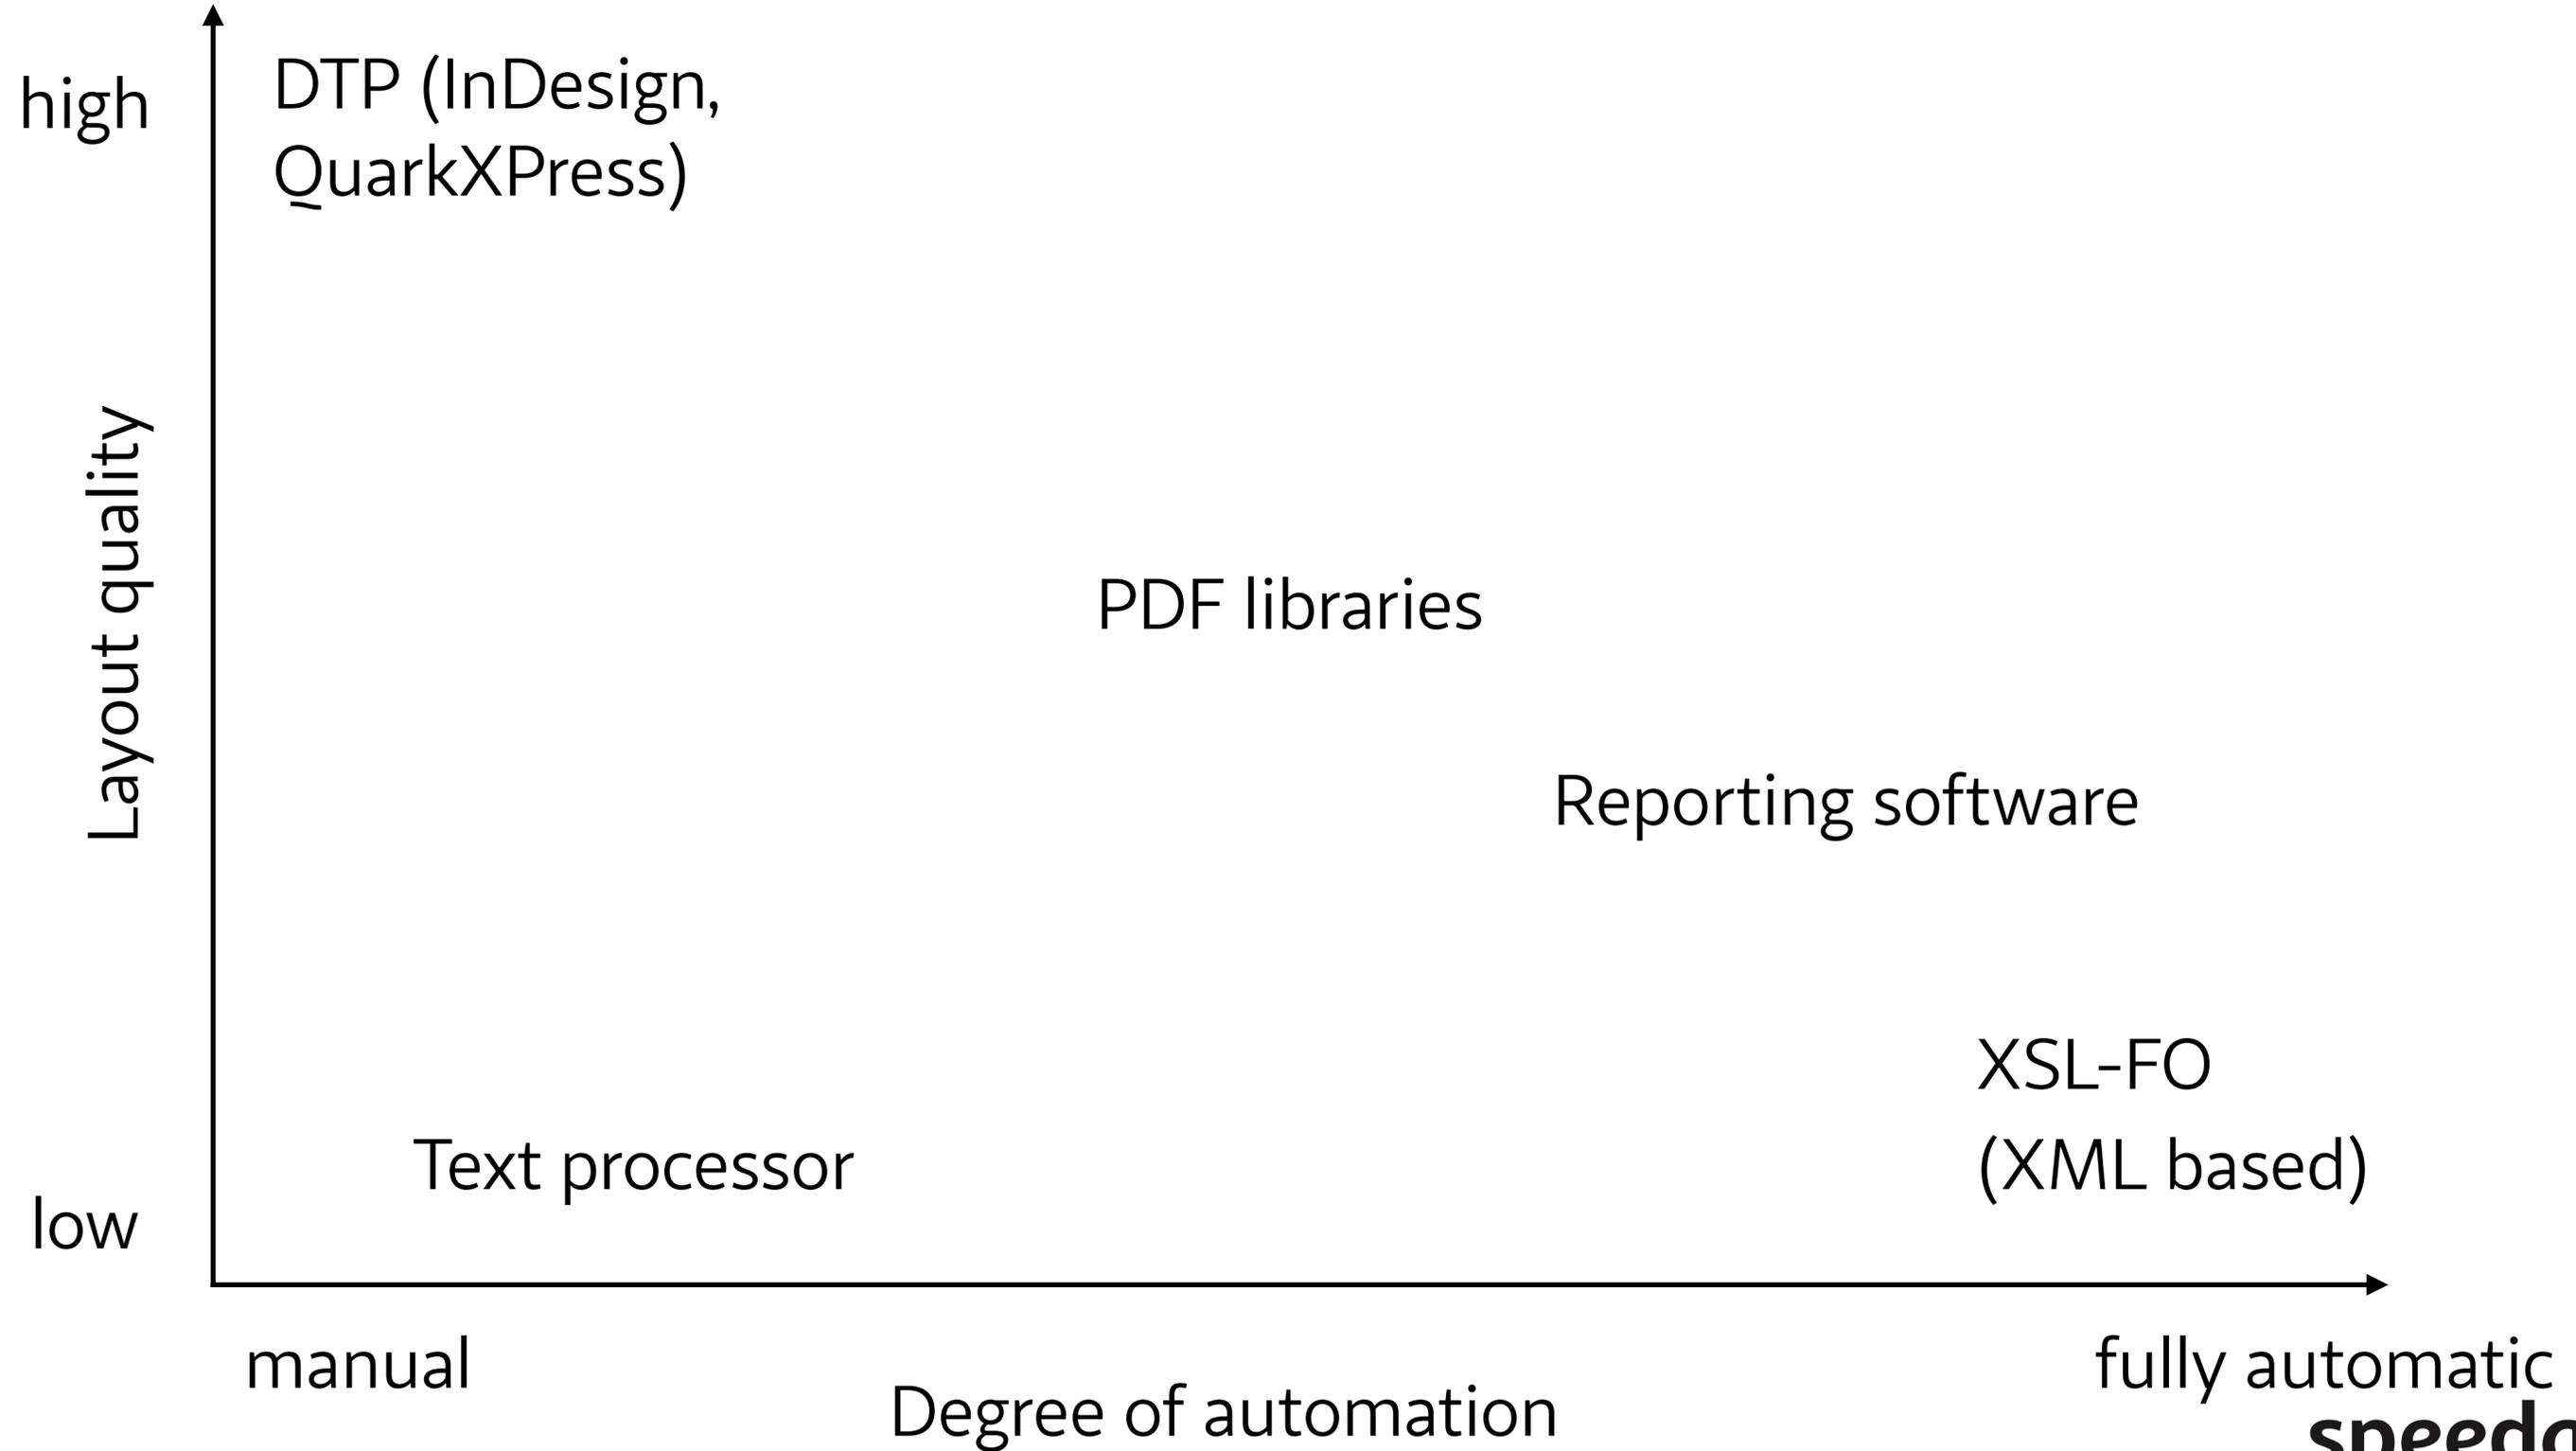 high
DTP (InDesign,
QuarkXPress)
Layout quality
PDF libraries
Reporting software
XSL-FO
(XML based)
Text processor
low
manual
fully automatic
Degree of automation